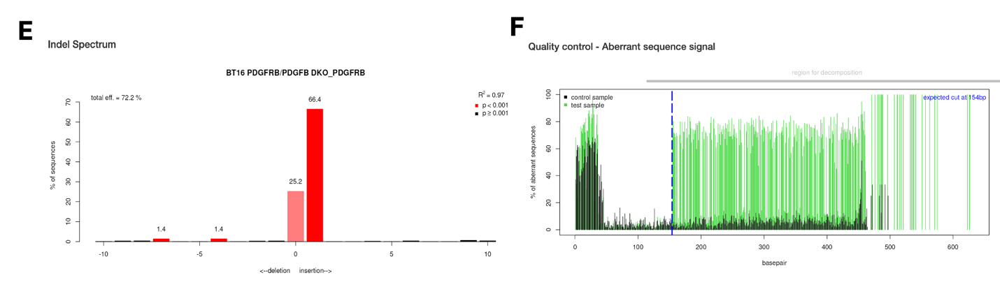 E
Indel Spectrum
BT16 PDGFRB/PDGFB DKO_PDGFRB
total eff. = 72.2 %
R² = 0.97
p < 0.001
p ≥ 0.001
66.4
25.2
1.4
1.4
% of sequences
70
60
50
40
30
20
10
0
-10 -5 0 5 10
<--deletion insertion-->
F
Quality control - Aberrant sequence signal
region for decomposition
control sample
test sample
expected cut at 154bp
% of aberrant sequences
100
80
60
40
20
0
0 100 200 300 400 500 600
basepair